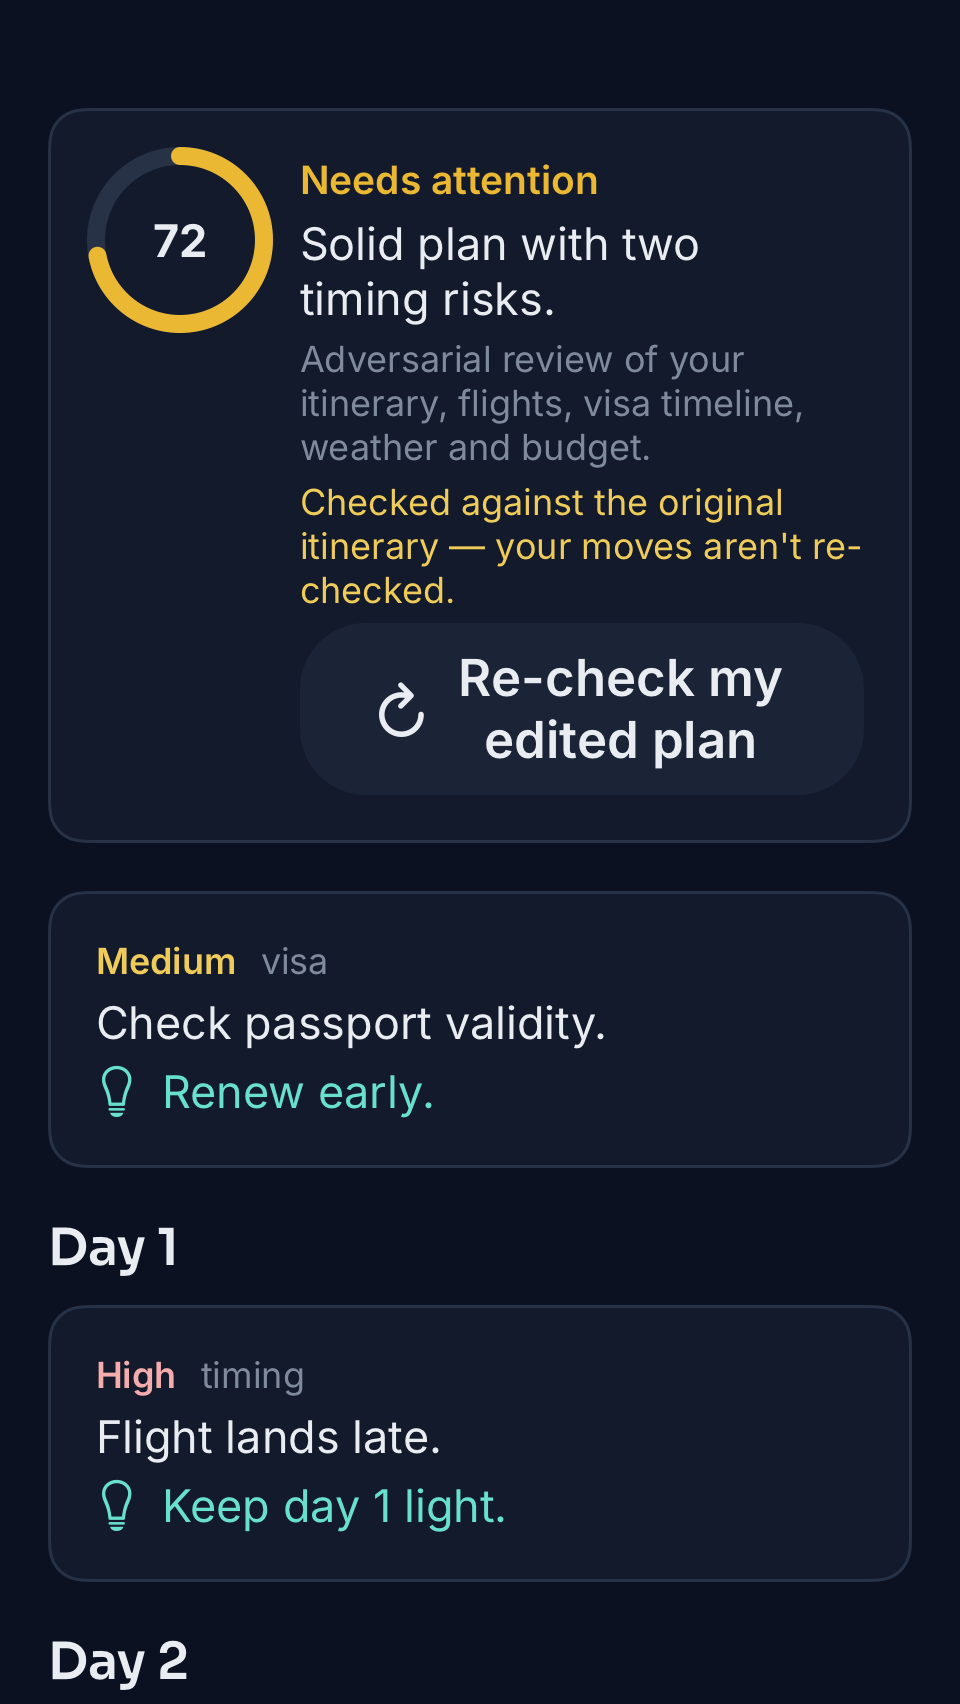 72
Needs attention
Solid plan with two
timing risks.
Adversarial review of your
itinerary, flights, visa timeline,
weather and budget.
Checked against the original
itinerary — your moves aren't re-
checked.
Re-check my
edited plan
Medium visa
Check passport validity.
Renew early.
Day 1
High timing
Flight lands late.
Keep day 1 light.
Day 2